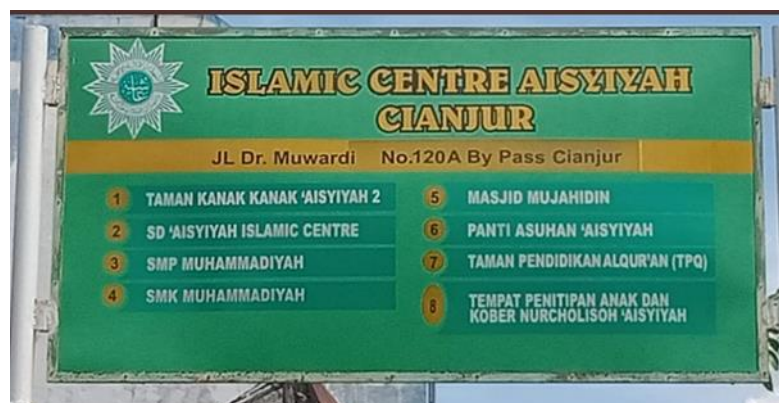 ISLAMIC CENTRE AISYIYAH
CIANJUR
JL Dr. Muwardi No.120A By Pass Cianjur
1 TAMAN KANAK KANAK 'AISYIYAH 2
2 SD 'AISYIYAH ISLAMIC CENTRE
3 SMP MUHAMMADIYAH
4 SMK MUHAMMADIYAH
5 MASJID MUJAHIDIN
6 PANTI ASUHAN 'AISYIYAH
7 TAMAN PENDIDIKAN ALQUR'AN (TPQ)
8 TEMPAT PENITIPAN ANAK DAN
KOBER NURCHOLISOH 'AISYIYAH